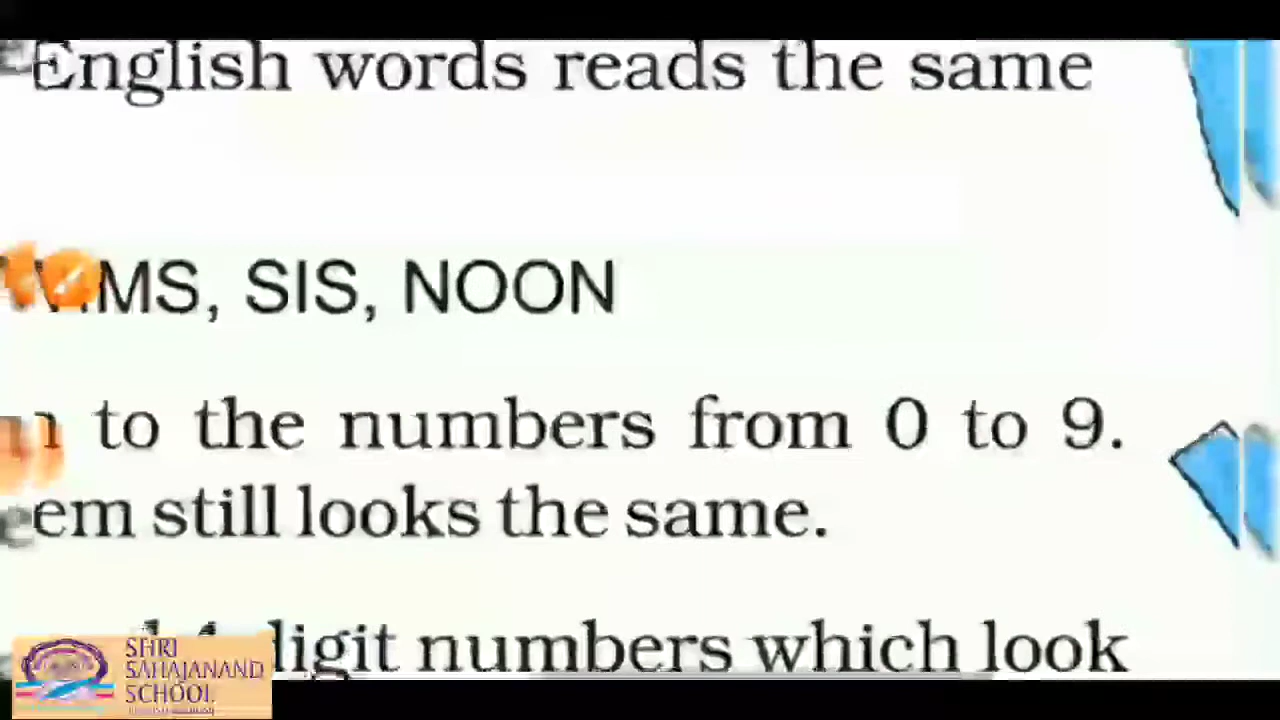 English words reads the same
MS, SIS, NOON
to the numbers from 0 to 9.
em still looks the same.
digit numbers which look
SHRI
SAHAJANAND
SCHOOL